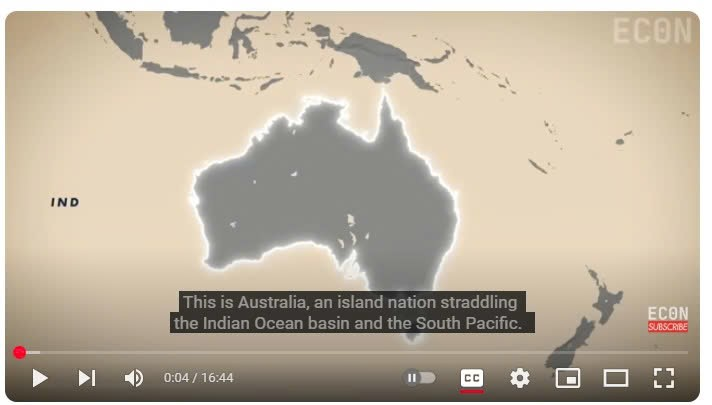 ECON
IND
This is Australia, an island nation straddling
the Indian Ocean basin and the South Pacific.
ECON
SUBSCRIBE
0:04 / 16:44
CC